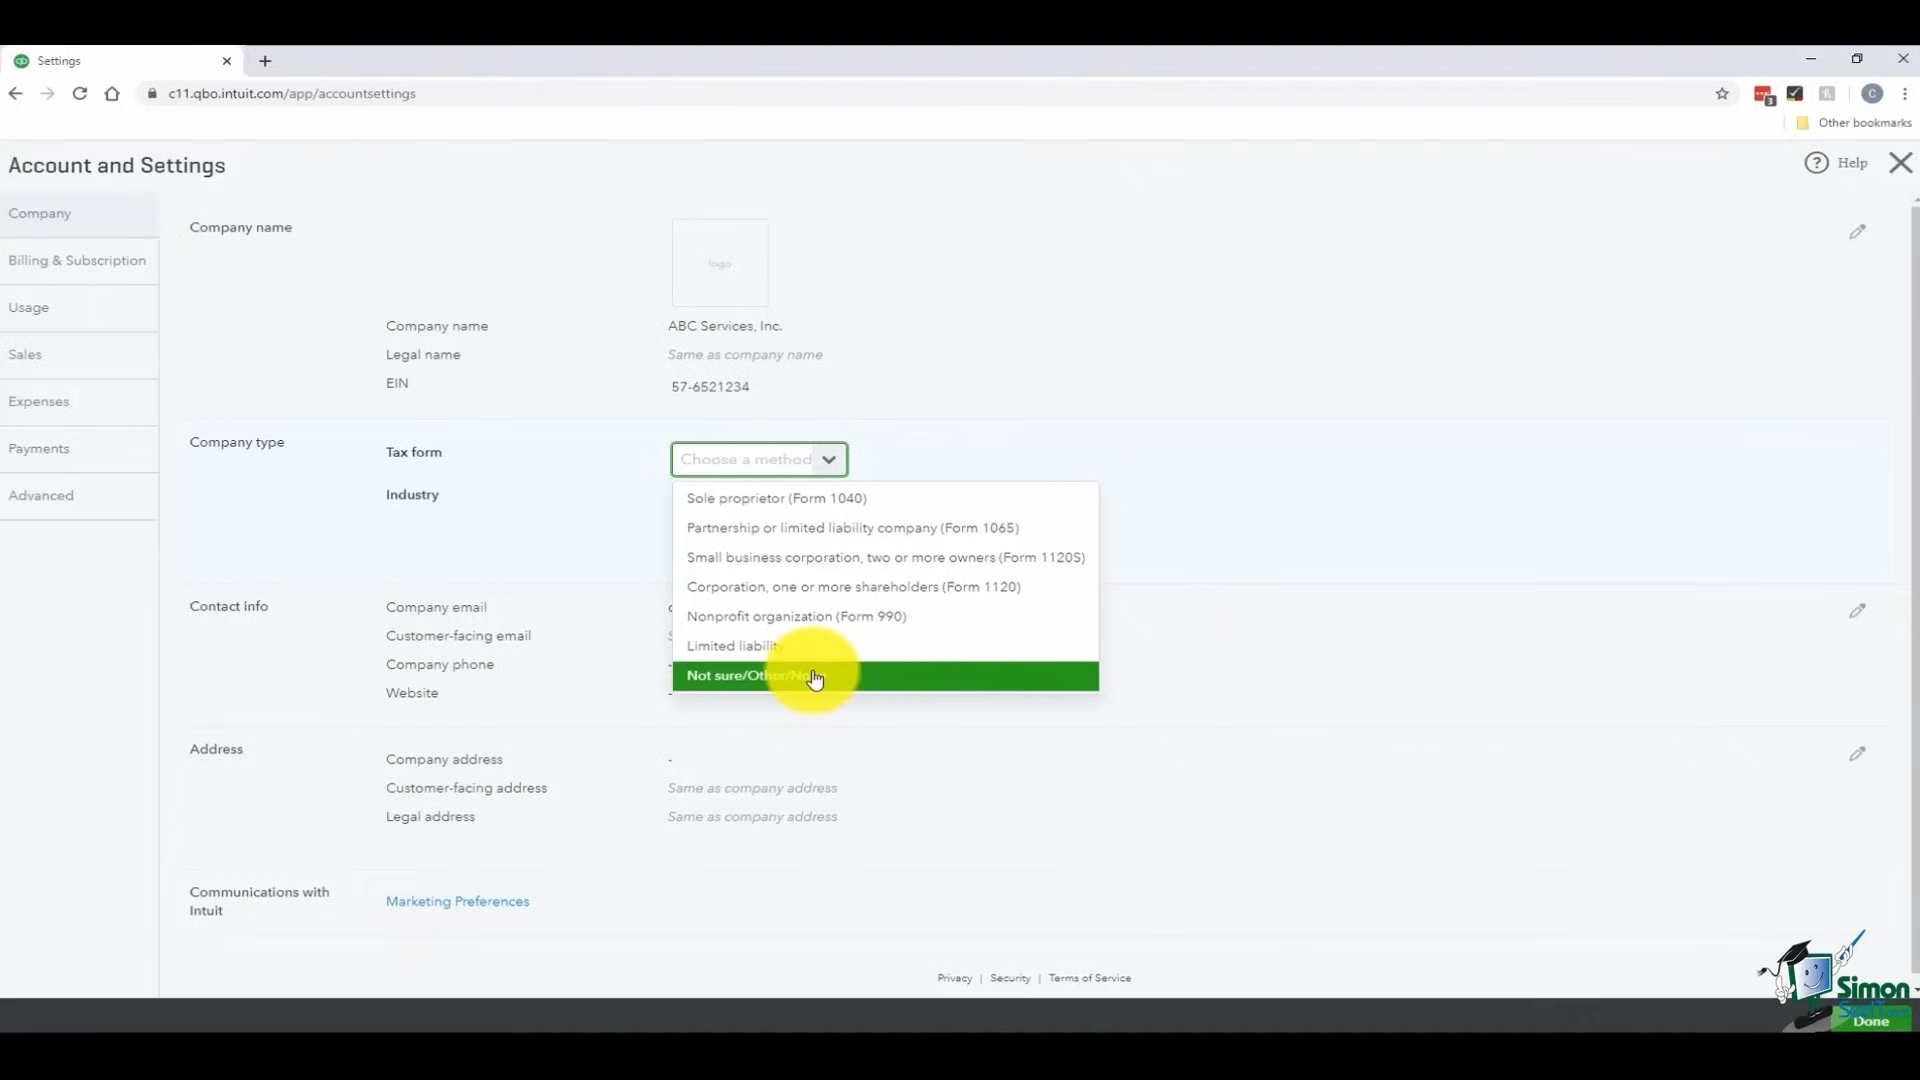 Settings
c11.qbo.intuit.com/app/accountsettings
3
C
Other bookmarks
Account and Settings
Help
Company
Billing & Subscription
Usage
Sales
Expenses
Payments
Advanced
Company name
logo
Company name ABC Services, Inc.
Legal name Same as company name
EIN 57-6521234
Company type
Tax form Choose a method
Industry
Sole proprietor (Form 1040)
Partnership or limited liability company (Form 1065)
Small business corporation, two or more owners (Form 1120S)
Corporation, one or more shareholders (Form 1120)
Nonprofit organization (Form 990)
Limited liability
Not sure/Other/None
Contact info
Company email
Customer-facing email
Company phone -
Website -
Address
Company address -
Customer-facing address Same as company address
Legal address Same as company address
Communications with
Intuit
Marketing Preferences
Privacy | Security | Terms of Service
Simon
SezIT.com
Done